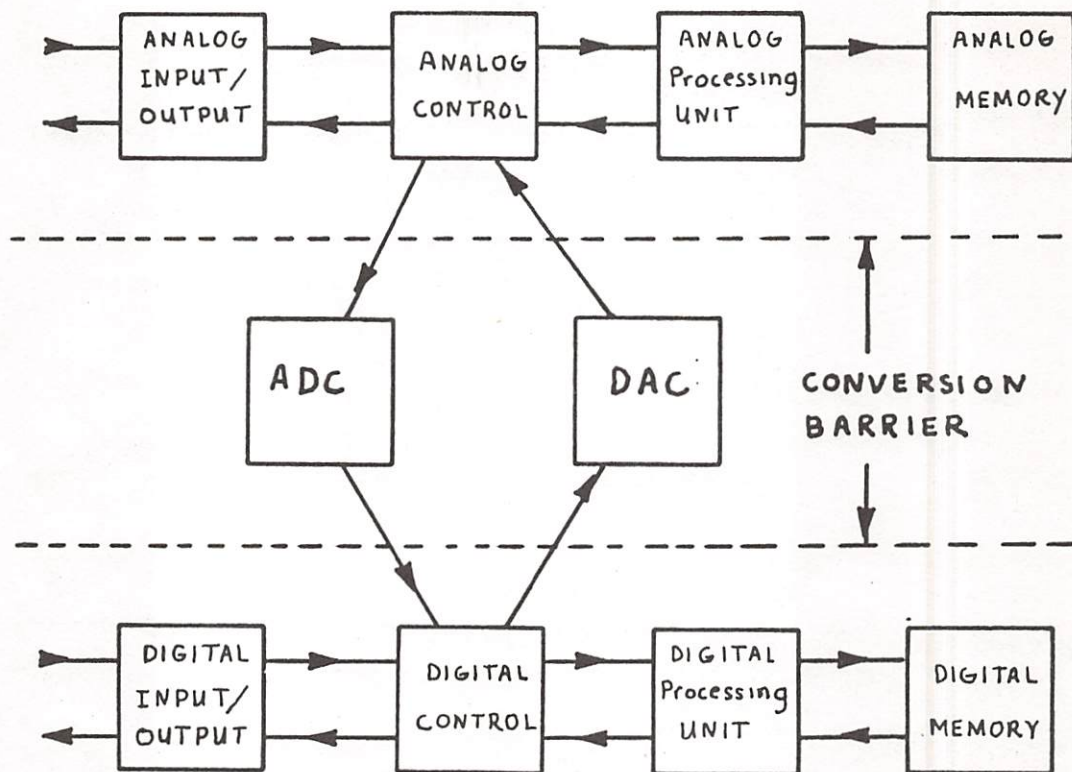 ANALOG
INPUT/
OUTPUT
ANALOG
CONTROL
ANALOG
Processing
UNIT
ANALOG
MEMORY
ADC
DAC
CONVERSION
BARRIER
DIGITAL
INPUT/
OUTPUT
DIGITAL
CONTROL
DIGITAL
Processing
UNIT
DIGITAL
MEMORY